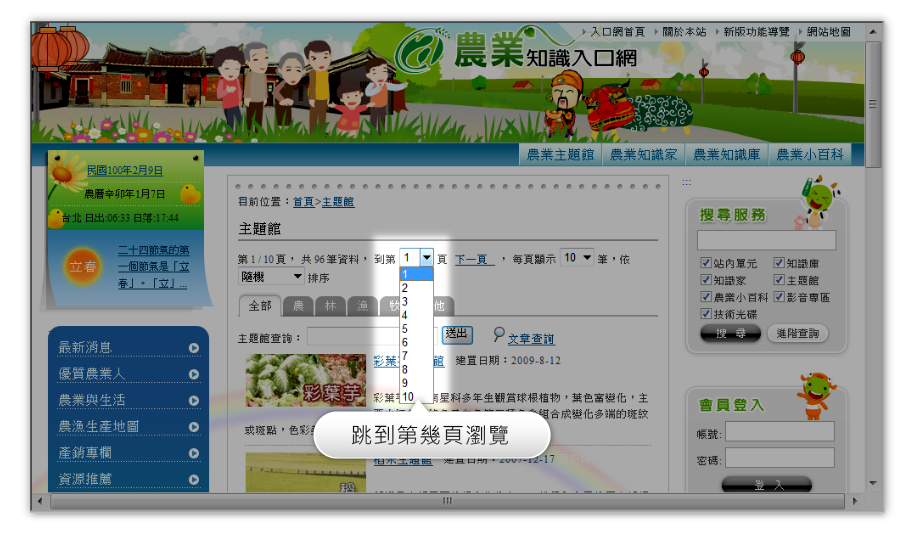 入口網首頁 關於本站 新版功能導覽 網站地圖
農業知識入口網
農業主題館 農業知識家 農業知識庫 農業小百科
民國100年2月9日
農曆辛卯年1月7日
台北 日出:06:33 日落:17:44
立春
二十四節氣的第
一個節氣是「立
春」。「立」...
最新消息
優質農業人
農業與生活
農漁生產地圖
產銷專欄
資源推薦
目前位置：首頁>主題館
主題館
第 1/10 頁， 共 96 筆資料， 到第 1 頁 下一頁 ， 每頁顯示 10 筆，依
隨機 排序
1
2
3
4
5
6
7
8
9
10
全部 農 林 漁 牧 他
主題館查詢： 送出 文章查詢
彩葉 館 建置日期：2009-8-12
彩葉芋
彩葉 南星科多年生觀賞球根植物，葉色富變化，主
組合成變化多端的斑紋
或斑點，色彩
跳到第幾頁瀏覽
稻米主題館 建置日期：2007-12-17
搜尋服務
站內單元 知識庫
知識家 主題館
農業小百科 影音專區
技術光碟
搜 尋 進階查詢
會員登入
帳號:
密碼:
登 入